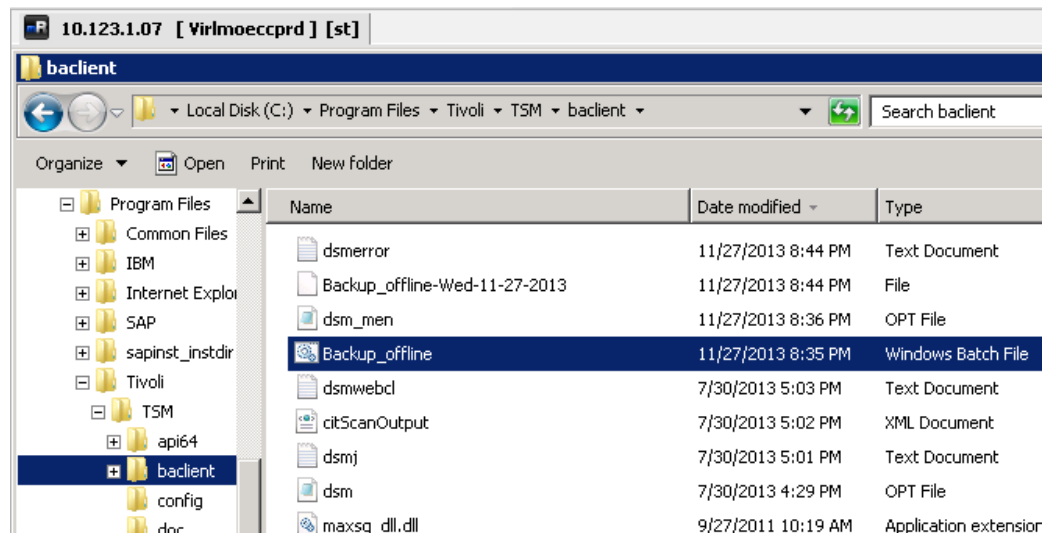 R 10.123.1.07 [ Virlmoeccprd ] [st]
baclient
Local Disk (C:) Program Files Tivoli TSM baclient Search baclient
Organize Open Print New folder
Name Date modified Type
Program Files
Common Files
IBM
Internet Explor
SAP
sapinst_instdir
Tivoli
TSM
api64
baclient
config
doc
dsmerror 11/27/2013 8:44 PM Text Document
Backup_offline-Wed-11-27-2013 11/27/2013 8:44 PM File
dsm_men 11/27/2013 8:36 PM OPT File
Backup_offline 11/27/2013 8:35 PM Windows Batch File
dsmwebcl 7/30/2013 5:03 PM Text Document
citScanOutput 7/30/2013 5:02 PM XML Document
dsmj 7/30/2013 5:01 PM Text Document
dsm 7/30/2013 4:29 PM OPT File
maxsg_dll.dll 9/27/2011 10:19 AM Application extension